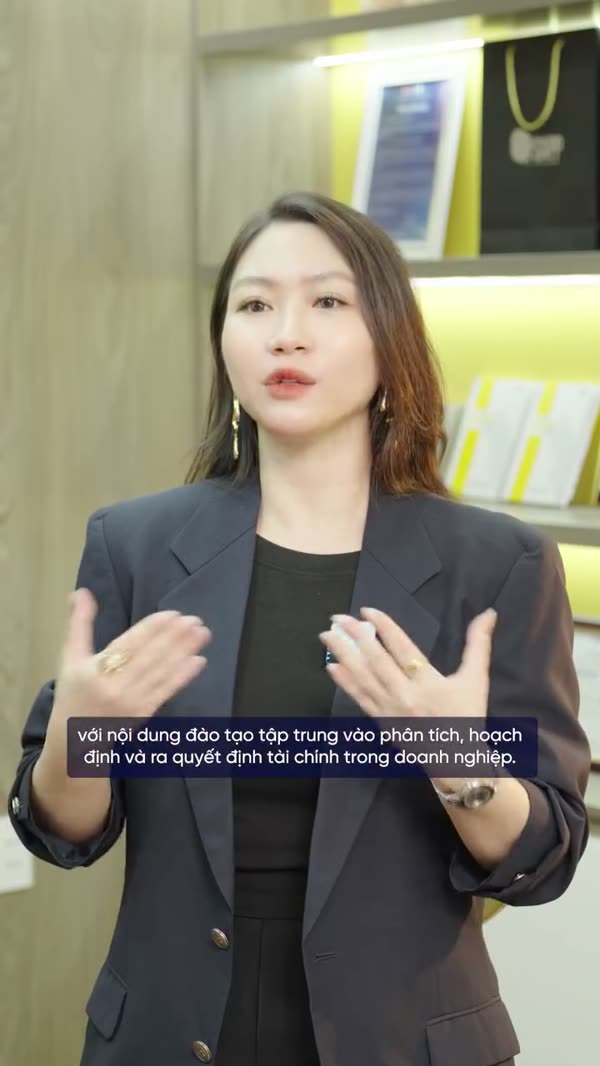 với nội dung đào tạo tập trung vào phân tích, hoạch
định và ra quyết định tài chính trong doanh nghiệp.